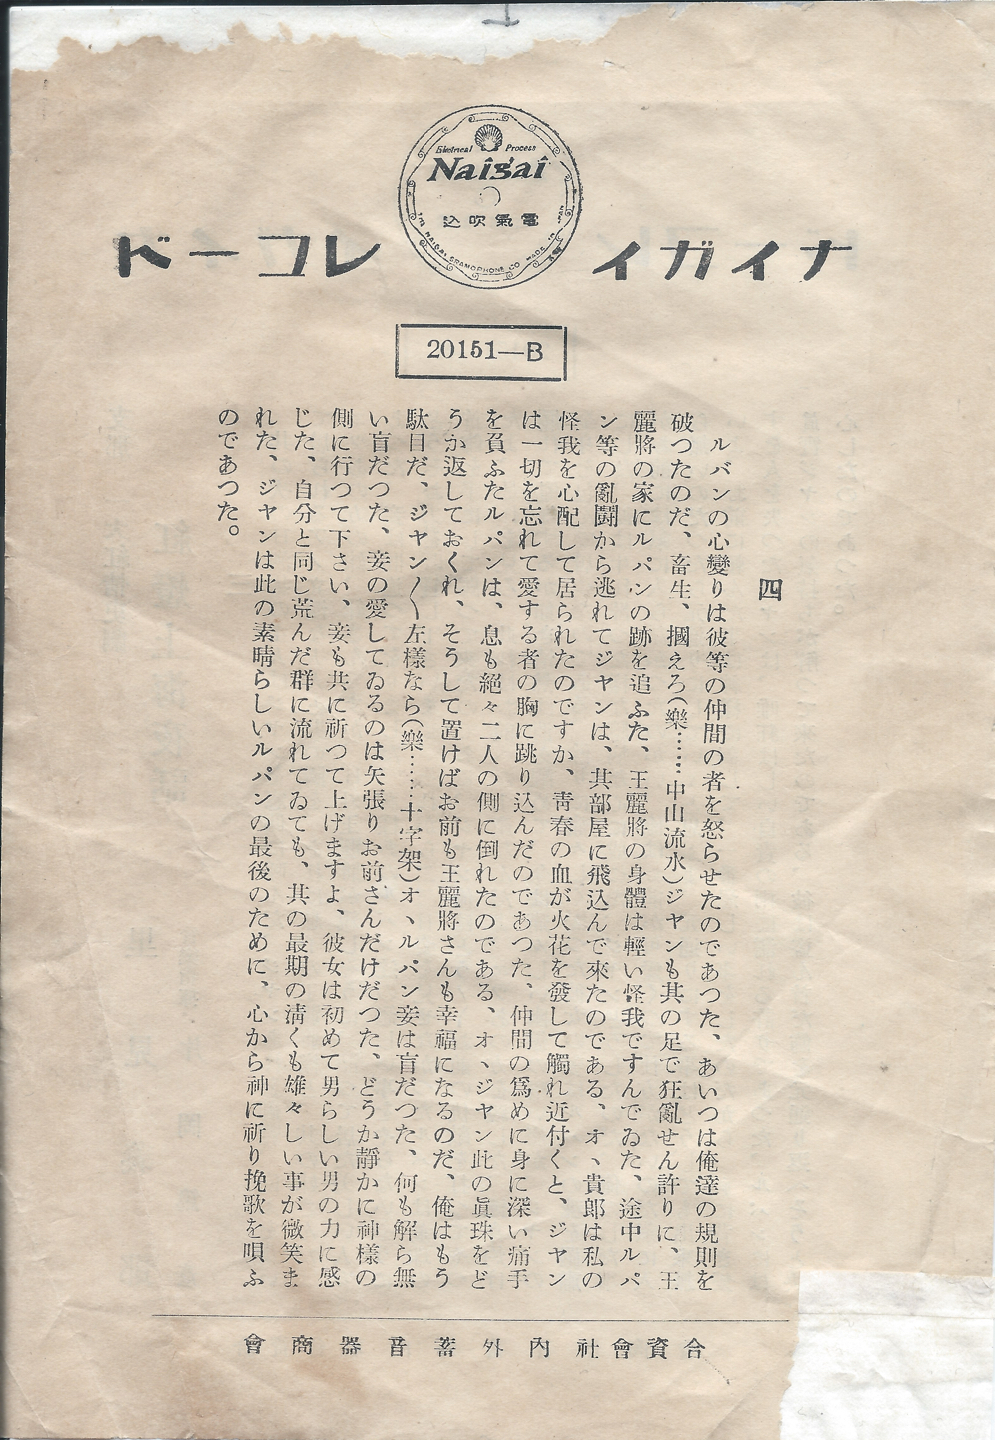 Electrical Process
Naigai
電氣吹込
NAIGAI GRAMOPHONE CO. MADE IN JAPAN
ナイガイ レコード
20151—B
四
ルバンの心變りは彼等の仲間の者を怒らせたのであつた、あいつは俺達の規則を
破つたのだ、畜生、摑えろ(樂……中山流水)ジヤンも其の足で狂亂せん許りに、王
麗將の家にルパンの跡を追ふた、王麗將の身體は輕い怪我ですんでゐた、途中ルパ
ン等の亂鬪から逃れてジヤンは、其部屋に飛込んで來たのである、オヽ貴郎は私の
怪我を心配して居られたのですか、靑春の血が火花を發して觸れ近付くと、ジヤン
は一切を忘れて愛する者の胸に跳り込んだのであつた、仲間の爲めに身に深い痛手
を負ふたルパンは、息も絶々二人の側に倒れたのである、オヽジヤン此の眞珠をど
うか返しておくれ、そうして置けばお前も王麗將さんも幸福になるのだ、俺はもう
駄目だ、ジヤン〳〵左樣なら(樂……十字架)オヽルパン妾は盲だつた、何も解ら無
い盲だつた、妾の愛してゐるのは矢張りお前さんだけだつた、どうか靜かに神樣の
側に行つて下さい、妾も共に祈つて上げますよ、彼女は初めて男らしい男の力に感
じた、自分と同じ荒んだ群に流れてゐても、其の最期の淸くも雄々しい事が微笑ま
れた、ジヤンは此の素晴らしいルパンの最後のために、心から神に祈り挽歌を唄ふ
のであつた。
合資會社內外蓄音器商會